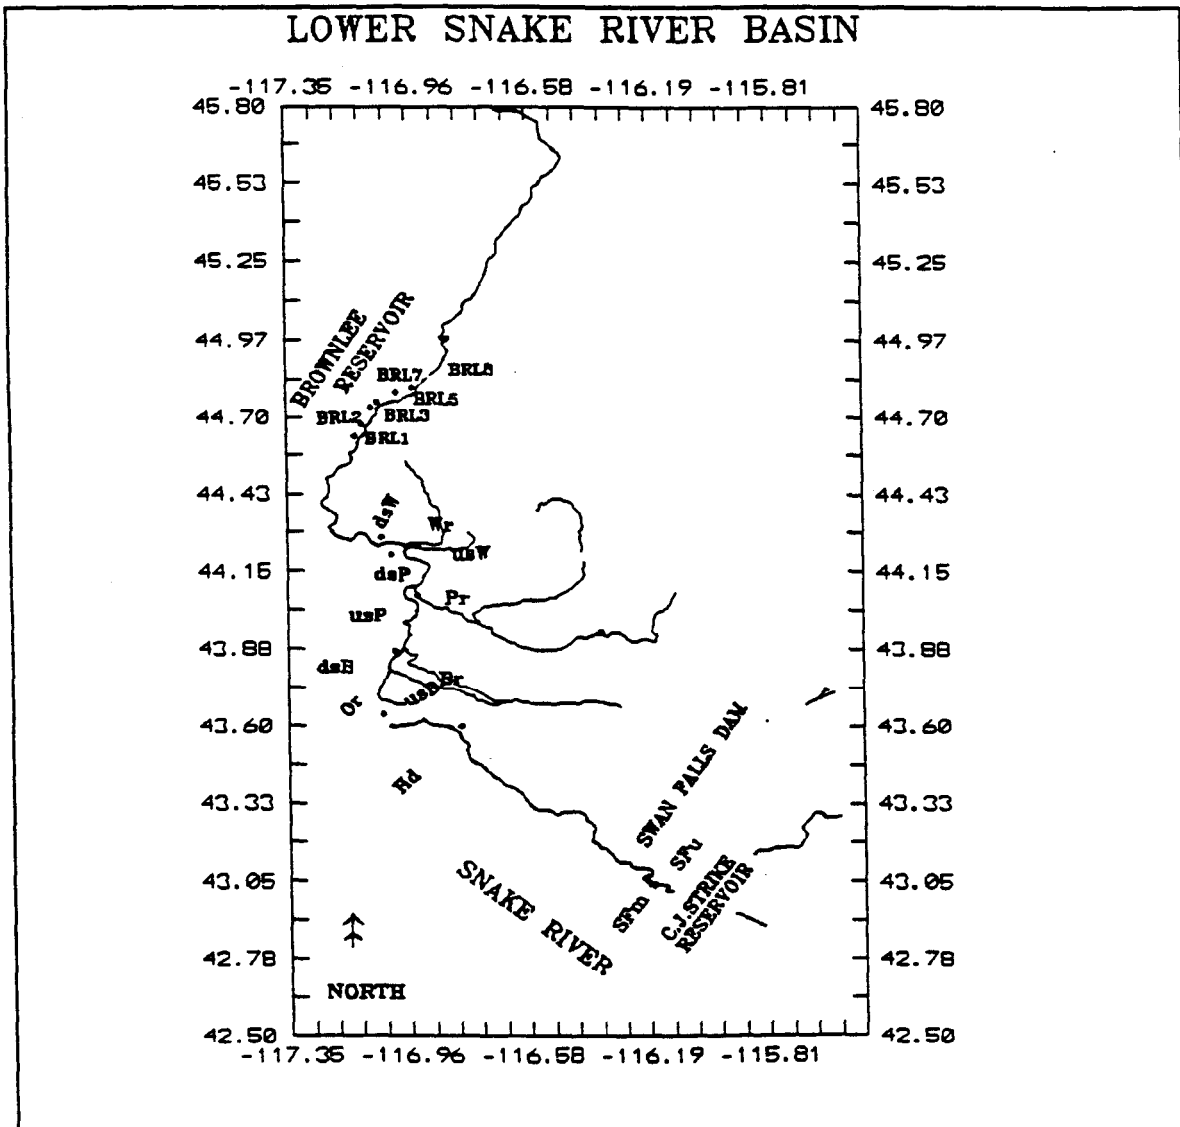 LOWER SNAKE RIVER BASIN
-117.35 -116.96 -116.58 -116.19 -115.81
45.80 45.80
45.53 45.53
45.25 45.25
44.97 44.97
BROWNLEE
RESERVOIR
BRL8
BRL7
BRL5
44.70 44.70
BRL2 BRL3
BRL1
44.43 44.43
dsW
Wr
usW
44.15 44.15
dsP
Pr
usP
43.88 43.88
dsB
Br
usB
Or
43.60 43.60
SWAN FALLS DAM
Hd
43.33 43.33
SFu
43.05 43.05
SNAKE RIVER
SFm
C.J.STRIKE
RESERVOIR
42.78 42.78
NORTH
42.50 42.50
-117.35 -116.96 -116.58 -116.19 -115.81